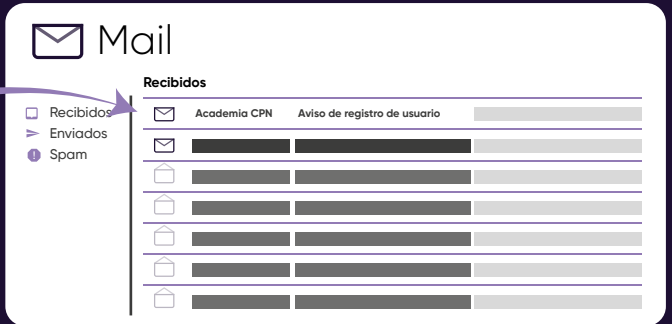 Mail
Recibidos
Recibidos
Enviados
Spam
Academia CPN Aviso de registro de usuario